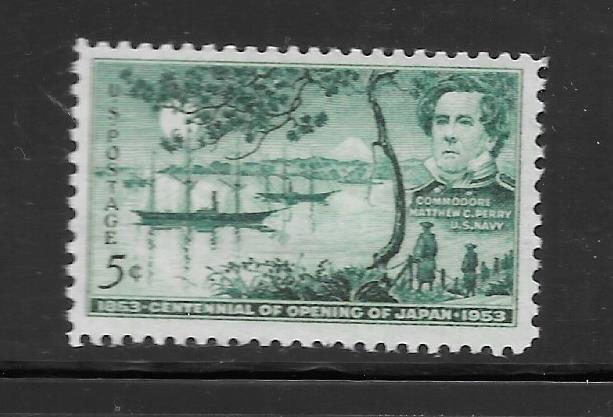 U.S. POSTAGE
5¢
COMMODORE
MATTHEW C. PERRY
U.S. NAVY
1853 · CENTENNIAL OF OPENING OF JAPAN · 1953